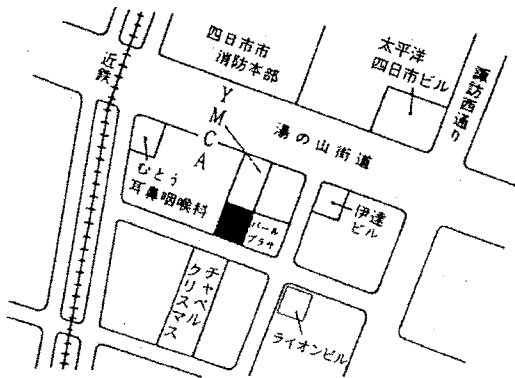 四日市市
消防本部
太平洋
四日市ビル
諏訪西通り
近鉄
YMCA
湯の山街道
むとう
耳鼻咽喉科
パール
プラザ
伊達
ビル
チャペル
クリスマス
ライオンビル